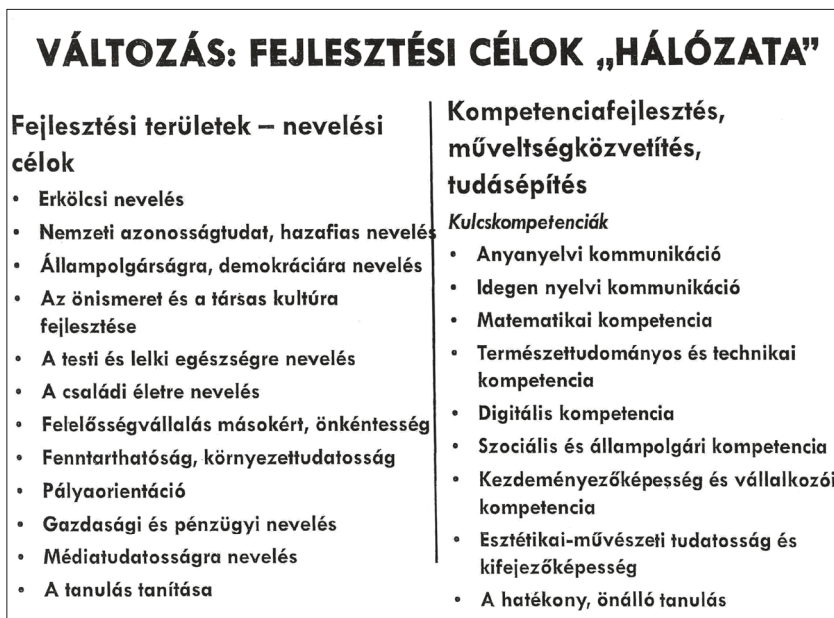 VÁLTOZÁS: FEJLESZTÉSI CÉLOK „HÁLÓZATA”
Fejlesztési területek – nevelési
célok
• Erkölcsi nevelés
• Nemzeti azonosságtudat, hazafias nevelés
• Állampolgárságra, demokráciára nevelés
• Az önismeret és a társas kultúra
fejlesztése
• A testi és lelki egészségre nevelés
• A családi életre nevelés
• Felelősségvállalás másokért, önkéntesség
• Fenntarthatóság, környezettudatosság
• Pályaorientáció
• Gazdasági és pénzügyi nevelés
• Médiatudatosságra nevelés
• A tanulás tanítása
Kompetenciafejlesztés,
műveltségközvetítés,
tudásépítés
Kulcskompetenciák
• Anyanyelvi kommunikáció
• Idegen nyelvi kommunikáció
• Matematikai kompetencia
• Természettudományos és technikai
kompetencia
• Digitális kompetencia
• Szociális és állampolgári kompetencia
• Kezdeményezőképesség és vállalkozói
kompetencia
• Esztétikai-művészeti tudatosság és
kifejezőképesség
• A hatékony, önálló tanulás